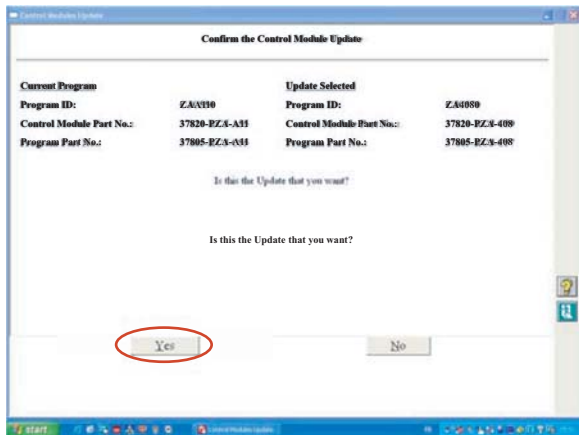 Control Modules Update
Confirm the Control Module Update
Current Program Update Selected
Program ID: Program ID: ZA4080
Control Module Part No.: 37820-PZA-A11 Control Module Part No.: 37820-PZA-408
Program Part No.: 37805-PZA-A11 Program Part No.: 37805-PZA-408
Is this the Update that you want?
Is this the Update that you want?
Yes No
start Control Modules Update